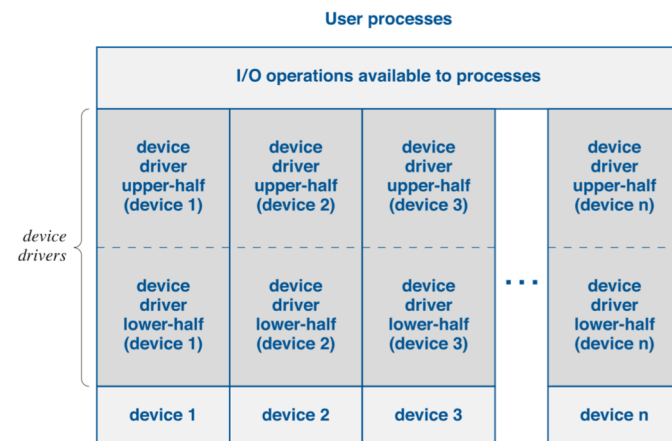 User processes
I/O operations available to processes
device
driver
upper-half
(device 1)
device
driver
upper-half
(device 2)
device
driver
upper-half
(device 3)
device
driver
upper-half
(device n)
device
drivers
device
driver
lower-half
(device 1)
device
driver
lower-half
(device 2)
device
driver
lower-half
(device 3)
. . .
device
driver
lower-half
(device n)
device 1
device 2
device 3
device n